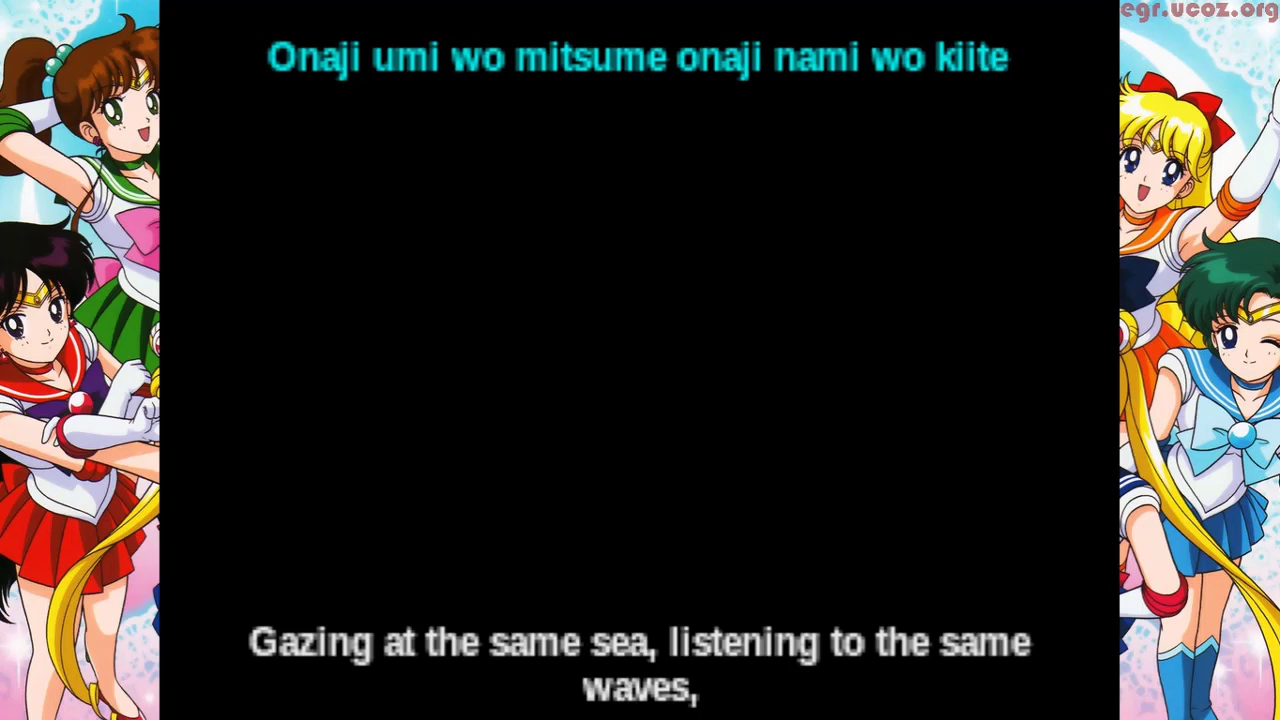 egr.ucoz.org
Onaji umi wo mitsume onaji nami wo kiite
Gazing at the same sea, listening to the same
waves,